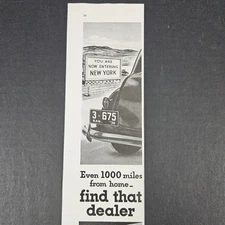 YOU ARE
NOW ENTERING
NEW YORK
3-675
Even 1000 miles
from home...
find that
dealer